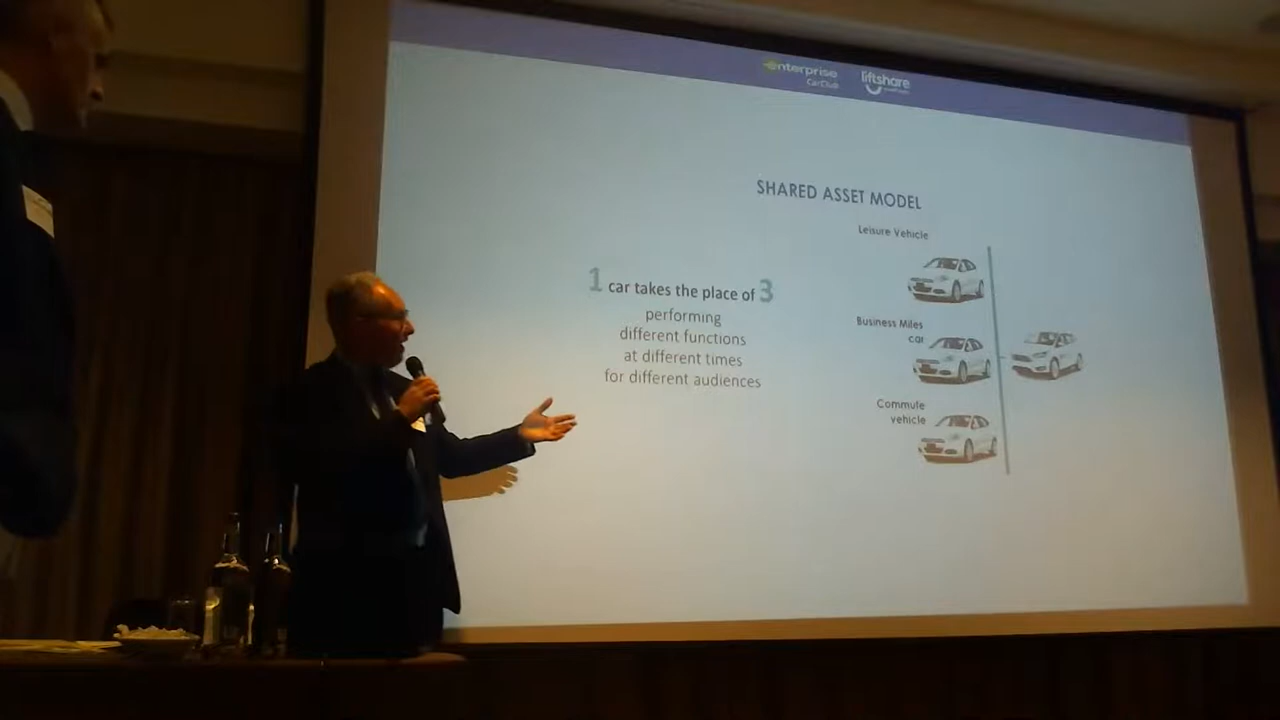 enterprise
CarClub
liftshare
SHARED ASSET MODEL
1 car takes the place of 3
performing
different functions
at different times
for different audiences
Leisure Vehicle
Business Miles
car
Commute
vehicle